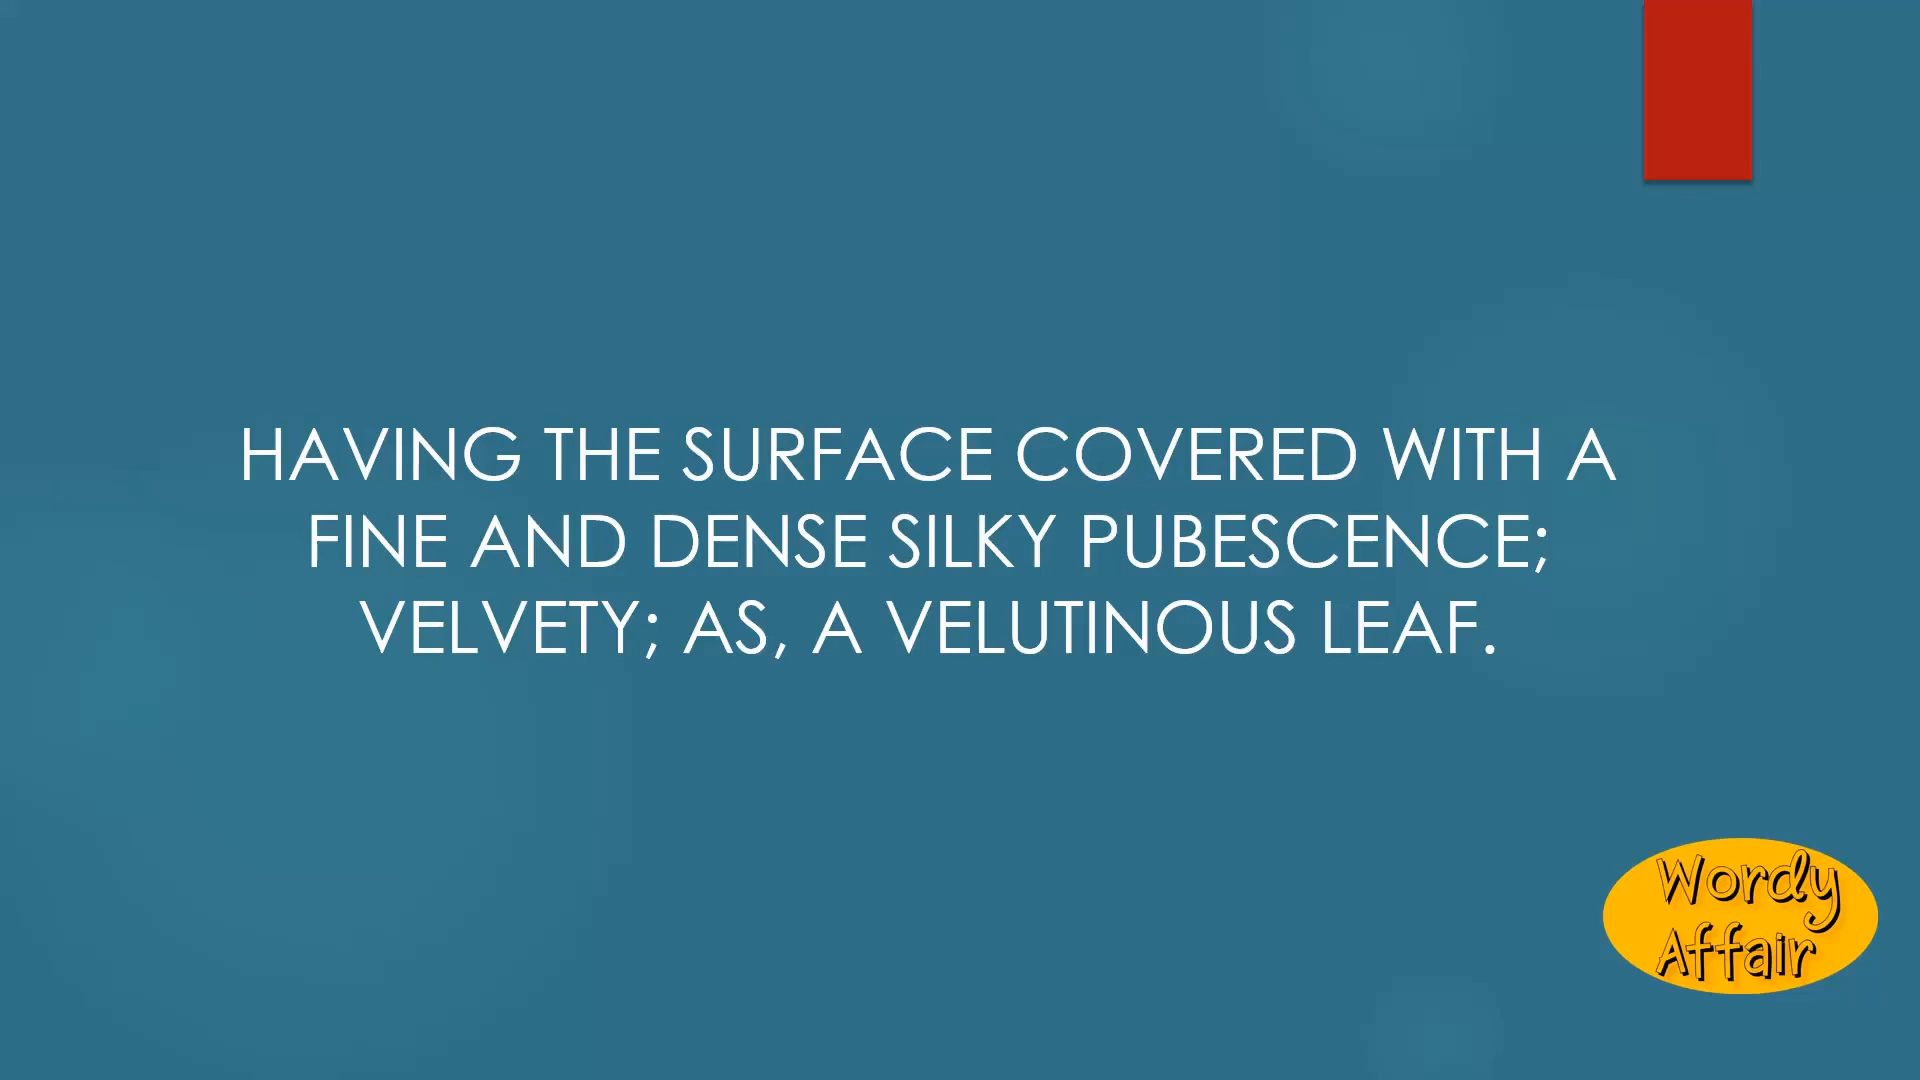 HAVING THE SURFACE COVERED WITH A
FINE AND DENSE SILKY PUBESCENCE;
VELVETY; AS, A VELUTINOUS LEAF.
Wordy
Affair